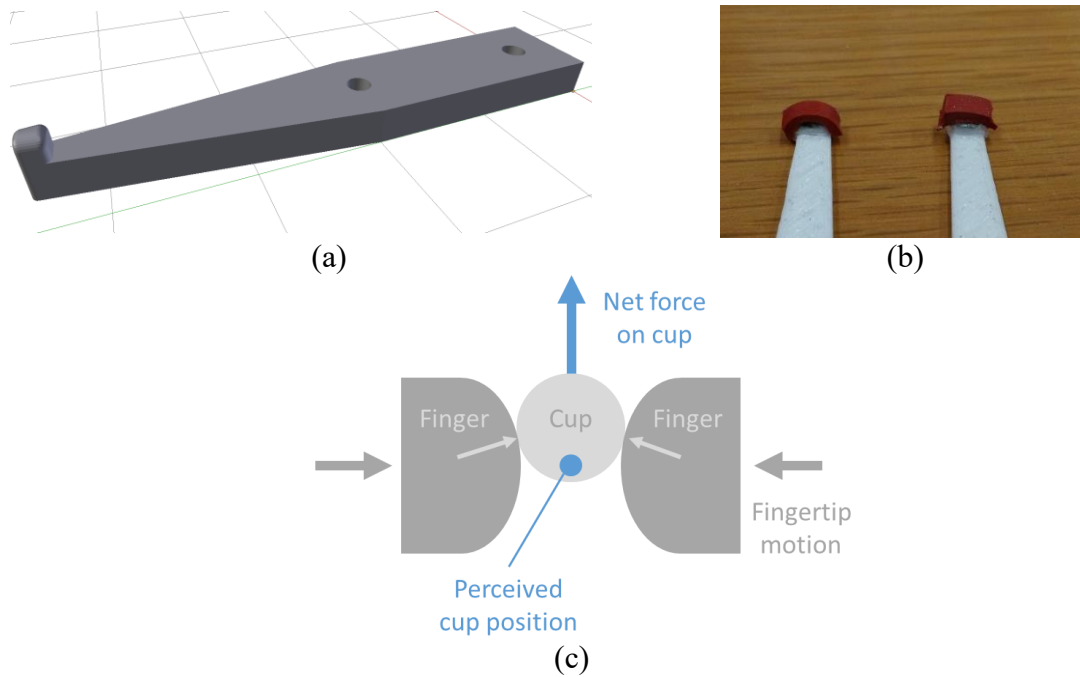 (a)
(b)
Net force
on cup
Finger
Cup
Finger
Fingertip
motion
Perceived
cup position
(c)